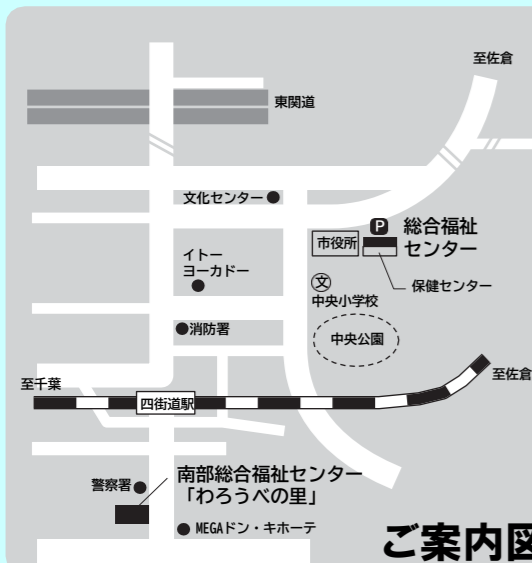 至佐倉
東関道
文化センター
P
総合福祉
センター
市役所
イトー
ヨーカドー
保健センター
文
中央小学校
消防署
中央公園
至千葉
至佐倉
四街道駅
南部総合福祉センター
「わろうべの里」
警察署
MEGAドン・キホーテ
ご案内図